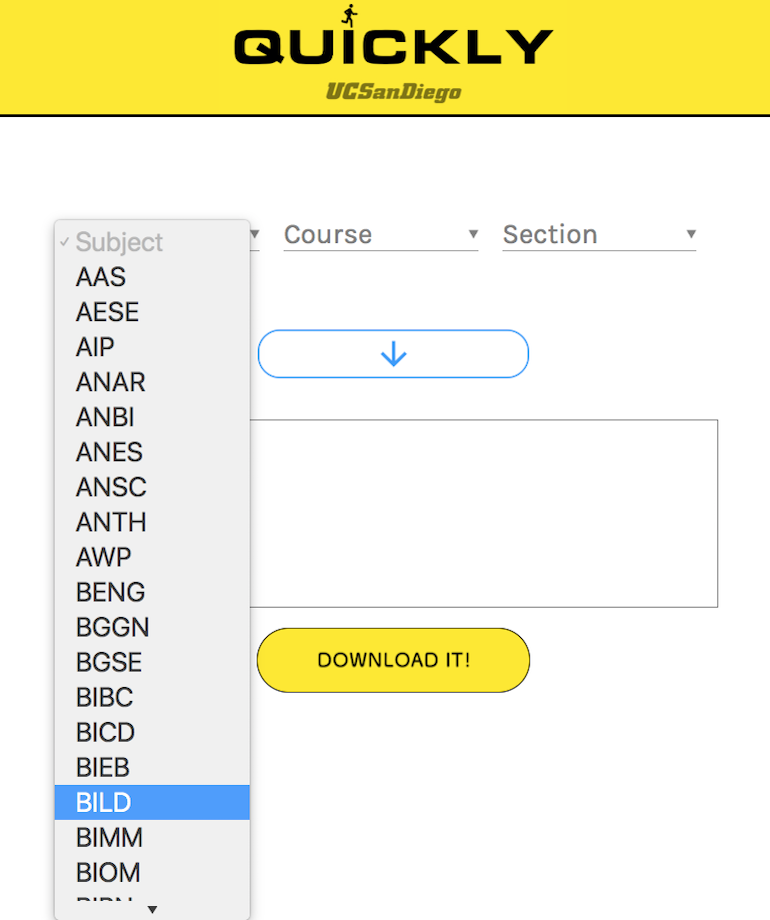 QUICKLY
UCSanDiego
Subject
Course
Section
AAS
AESE
AIP
ANAR
ANBI
ANES
ANSC
ANTH
AWP
BENG
BGGN
BGSE
BIBC
BICD
BIEB
BILD
BIMM
BIOM
DOWNLOAD IT!